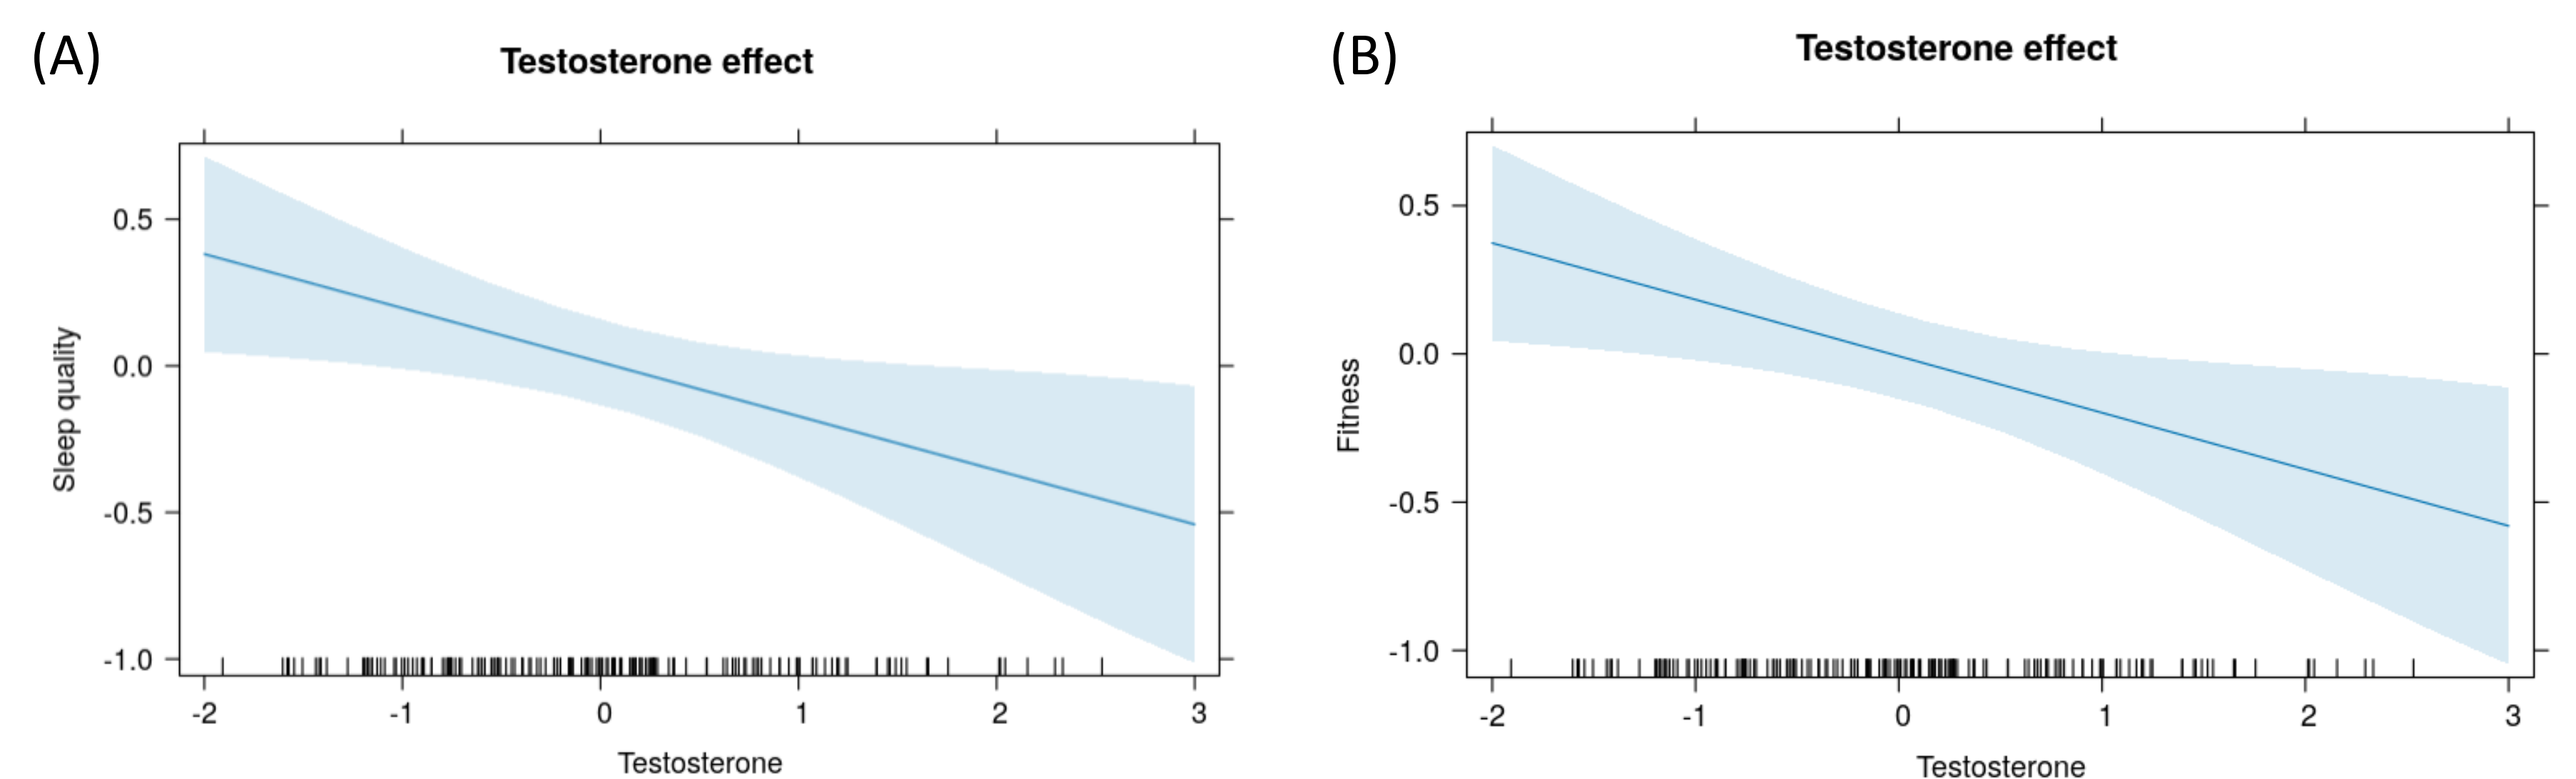 (A)
Testosterone effect
Sleep quality
0.5
0.0
-0.5
-1.0
-2 -1 0 1 2 3
Testosterone
(B)
Testosterone effect
Fitness
0.5
0.0
-0.5
-1.0
-2 -1 0 1 2 3
Testosterone